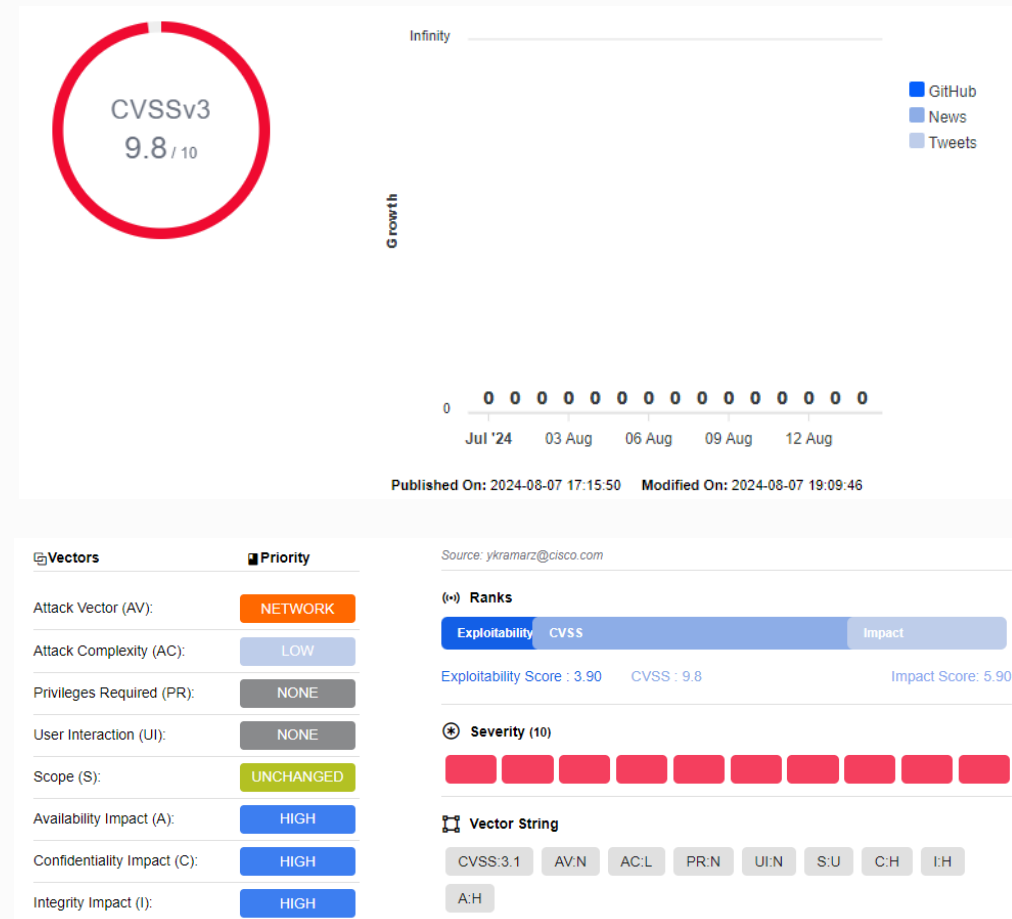 CVSSv3
9.8 / 10
Infinity
GitHub
News
Tweets
Growth
0
0 0 0 0 0 0 0 0 0 0 0 0 0 0 0
Jul '24 03 Aug 06 Aug 09 Aug 12 Aug
Published On: 2024-08-07 17:15:50 Modified On: 2024-08-07 19:09:46
Vectors Priority
Attack Vector (AV): NETWORK
Attack Complexity (AC): LOW
Privileges Required (PR): NONE
User Interaction (UI): NONE
Scope (S): UNCHANGED
Availability Impact (A): HIGH
Confidentiality Impact (C): HIGH
Integrity Impact (I): HIGH
Source: ykramarz@cisco.com
Ranks
Exploitability CVSS Impact
Exploitability Score : 3.90 CVSS : 9.8 Impact Score: 5.90
Severity (10)
Vector String
CVSS:3.1 AV:N AC:L PR:N UI:N S:U C:H I:H
A:H